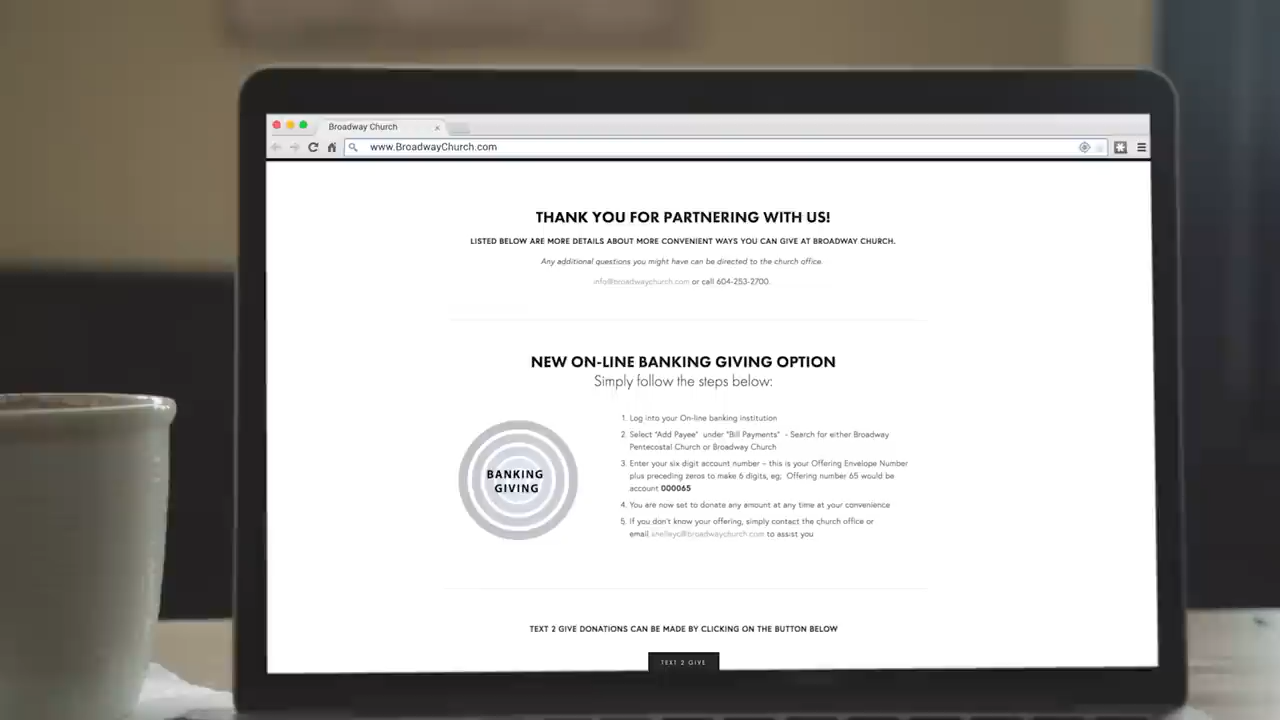 Broadway Church
www.BroadwayChurch.com
THANK YOU FOR PARTNERING WITH US!
LISTED BELOW ARE MORE DETAILS ABOUT MORE CONVENIENT WAYS YOU CAN GIVE AT BROADWAY CHURCH.
Any additional questions you might have can be directed to the church office.
info@broadwaychurch.com or call 604-253-2700.
NEW ON-LINE BANKING GIVING OPTION
Simply follow the steps below:
BANKING
GIVING
1. Log into your On-line banking institution
2. Select "Add Payee" under "Bill Payments" - Search for either Broadway
Pentecostal Church or Broadway Church
3. Enter your six digit account number – this is your Offering Envelope Number
plus preceding zeros to make 6 digits, eg; Offering number 65 would be
account 000065
4. You are now set to donate any amount at any time at your convenience
5. If you don't know your offering, simply contact the church office or
email to assist you
TEXT 2 GIVE DONATIONS CAN BE MADE BY CLICKING ON THE BUTTON BELOW
TEXT 2 GIVE